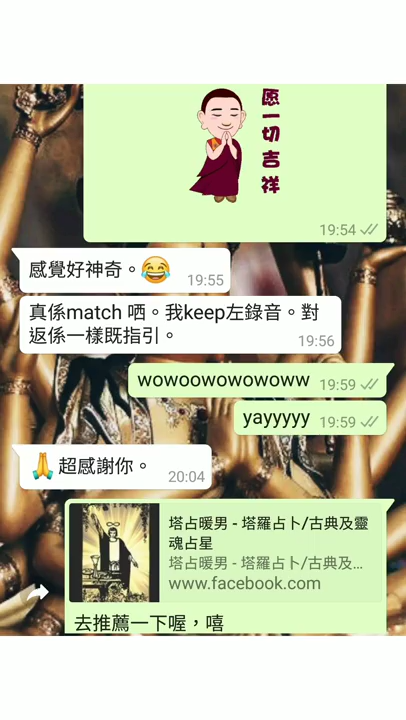 愿一切吉祥
19:54
感覺好神奇。😂
19:55
真係match 哂。我keep左錄音。對
返係一樣既指引。
19:56
wowoowowowoww
19:59
yayyyyy
19:59
🙏超感謝你。
20:04
塔占暖男 - 塔羅占卜/古典及靈
魂占星
塔占暖男 - 塔羅占卜/古典及...
www.facebook.com
去推薦一下喔，嘻